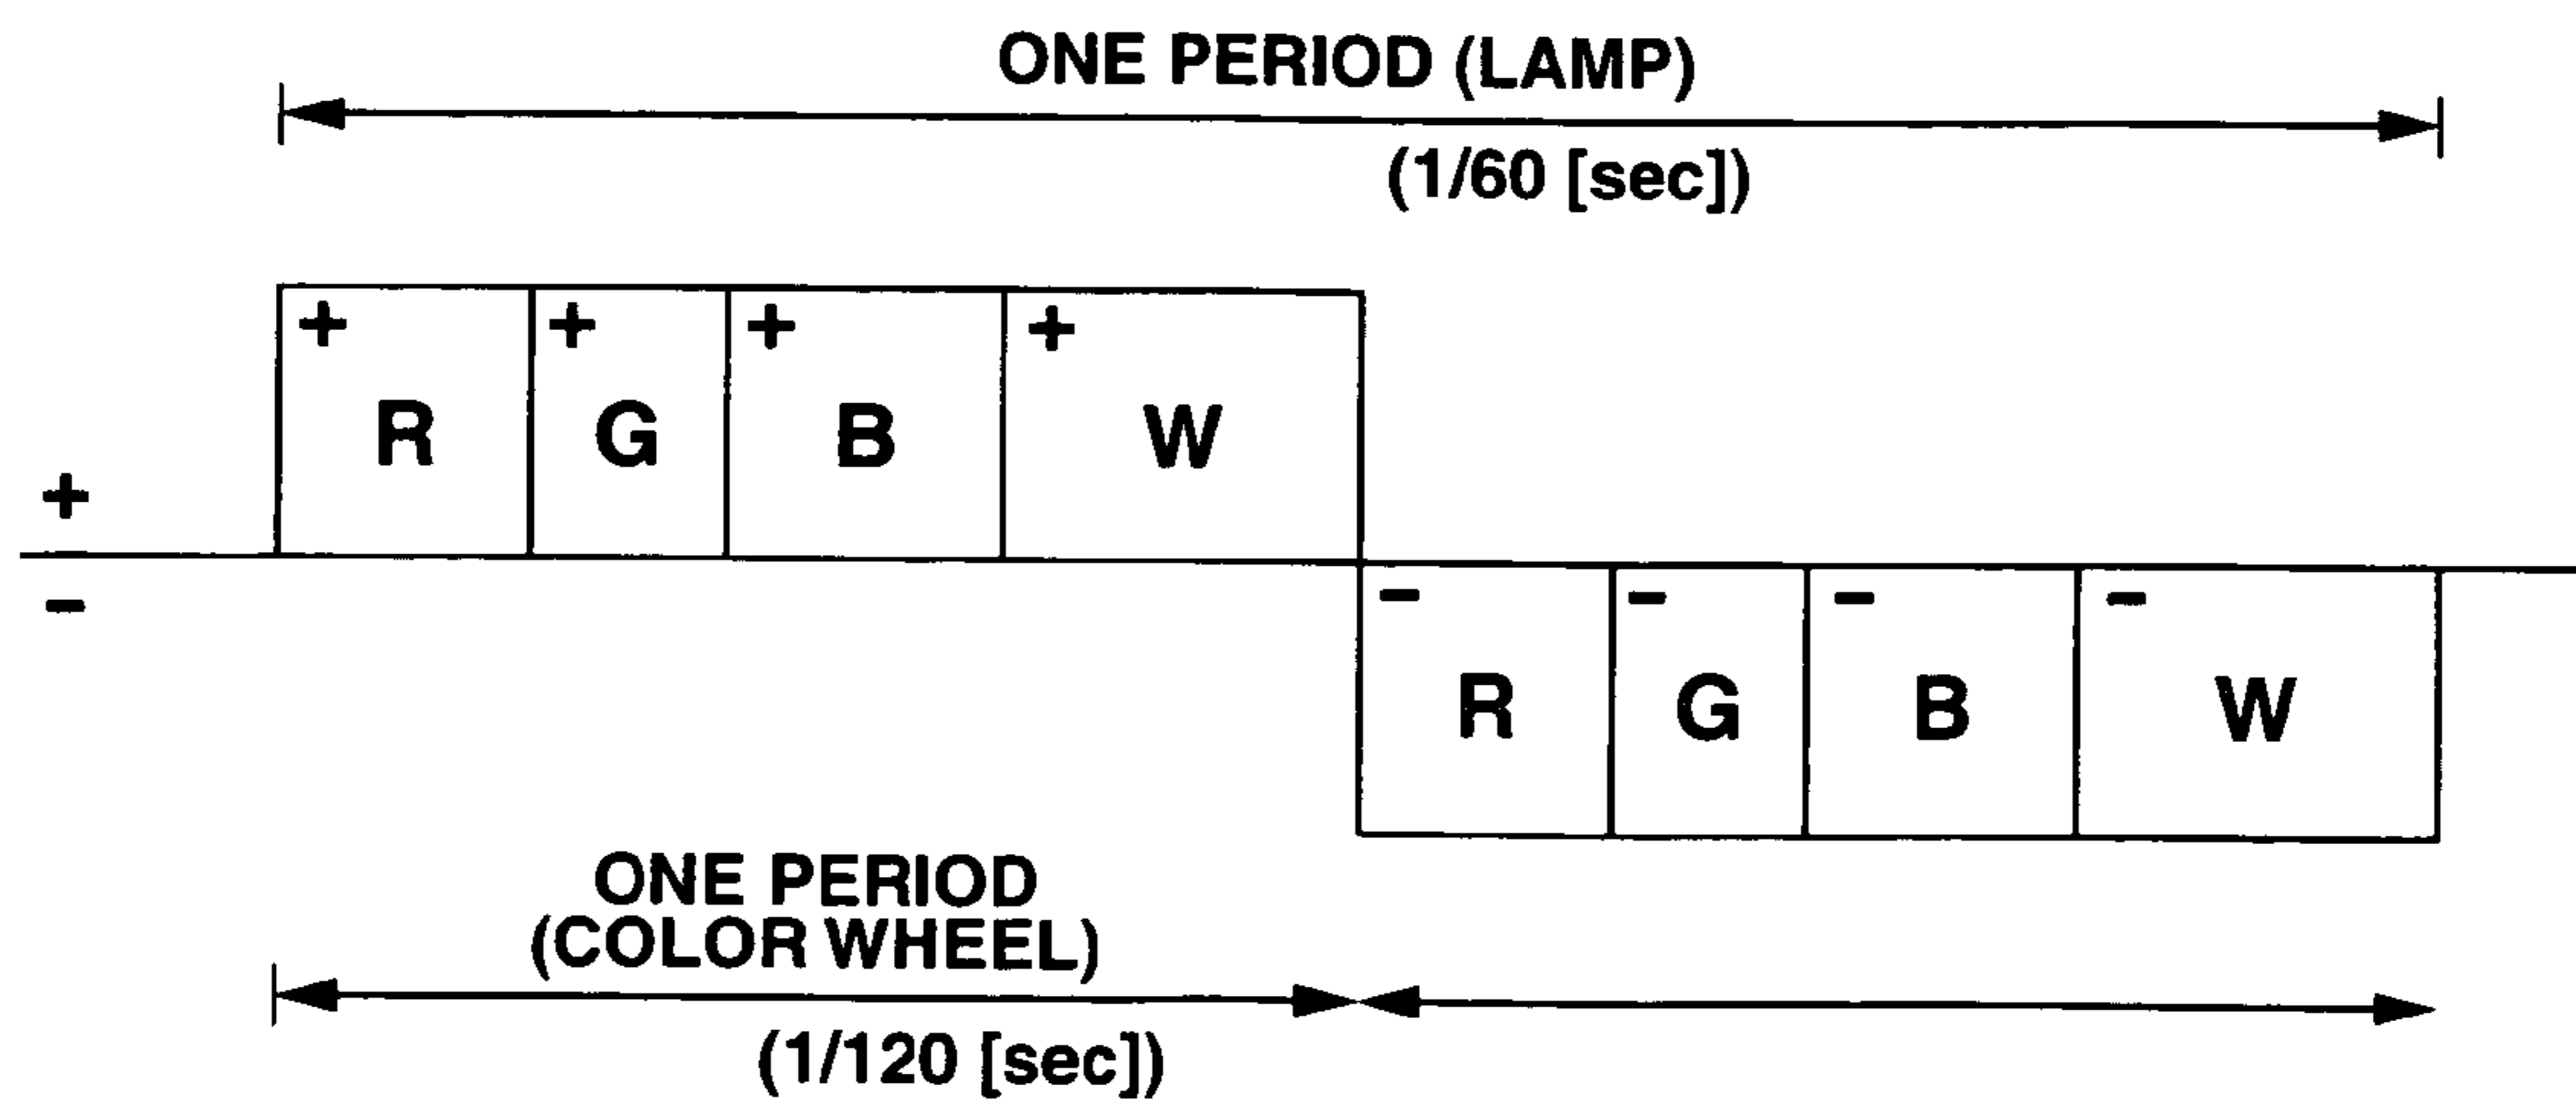 ONE PERIOD (LAMP)
(1/60 [sec])
+ + + +
R G B W
+
−
− − − −
R G B W
ONE PERIOD
(COLOR WHEEL)
(1/120 [sec])